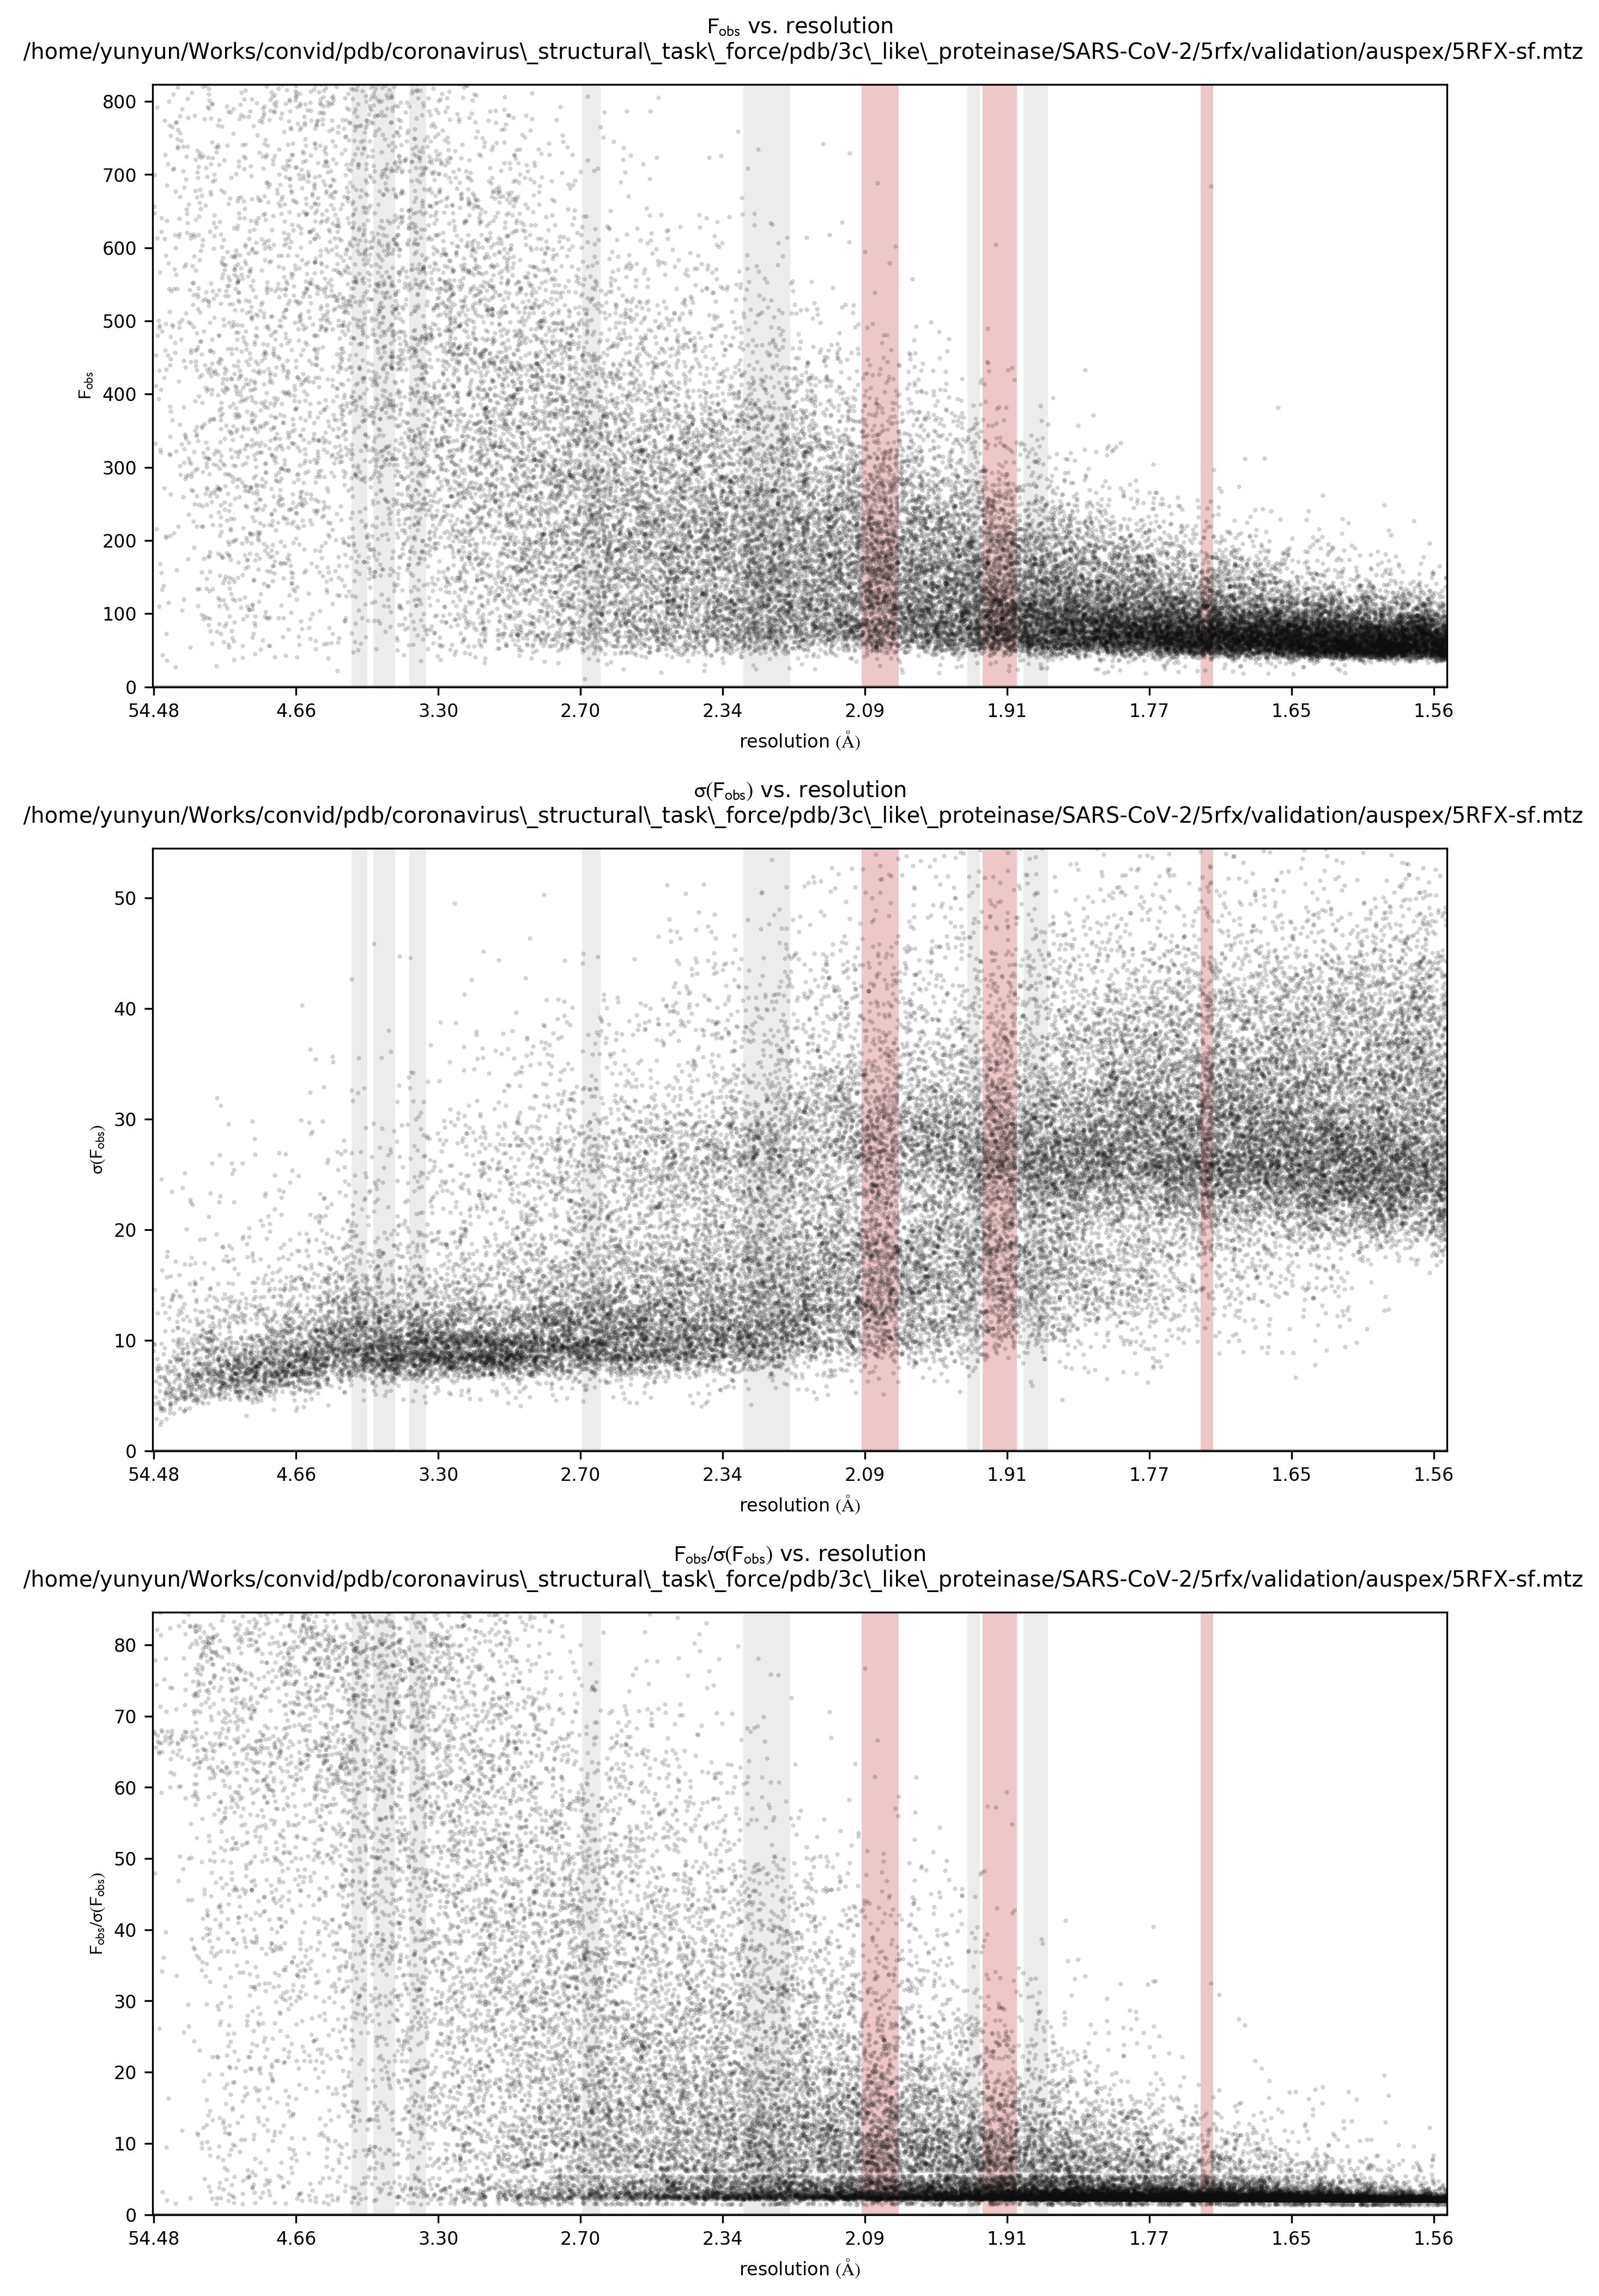 Fobs vs. resolution
/home/yunyun/Works/convid/pdb/coronavirus\_structural\_task\_force/pdb/3c\_like\_proteinase/SARS-CoV-2/5rfx/validation/auspex/5RFX-sf.mtz
800
700
600
500
400
300
200
100
0
Fobs
54.48 4.66 3.30 2.70 2.34 2.09 1.91 1.77 1.65 1.56
resolution (Å)
σ(Fobs) vs. resolution
/home/yunyun/Works/convid/pdb/coronavirus\_structural\_task\_force/pdb/3c\_like\_proteinase/SARS-CoV-2/5rfx/validation/auspex/5RFX-sf.mtz
50
40
30
20
10
0
σ(Fobs)
54.48 4.66 3.30 2.70 2.34 2.09 1.91 1.77 1.65 1.56
resolution (Å)
Fobs/σ(Fobs) vs. resolution
/home/yunyun/Works/convid/pdb/coronavirus\_structural\_task\_force/pdb/3c\_like\_proteinase/SARS-CoV-2/5rfx/validation/auspex/5RFX-sf.mtz
80
70
60
50
40
30
20
10
0
Fobs/σ(Fobs)
54.48 4.66 3.30 2.70 2.34 2.09 1.91 1.77 1.65 1.56
resolution (Å)